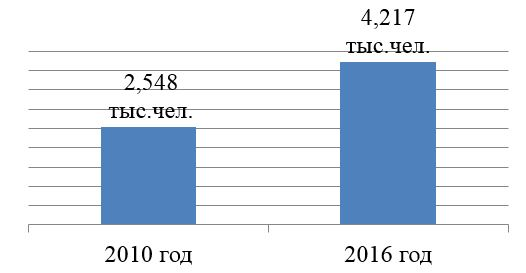 4,217
тыс.чел.
2,548
тыс.чел.
2010 год
2016 год